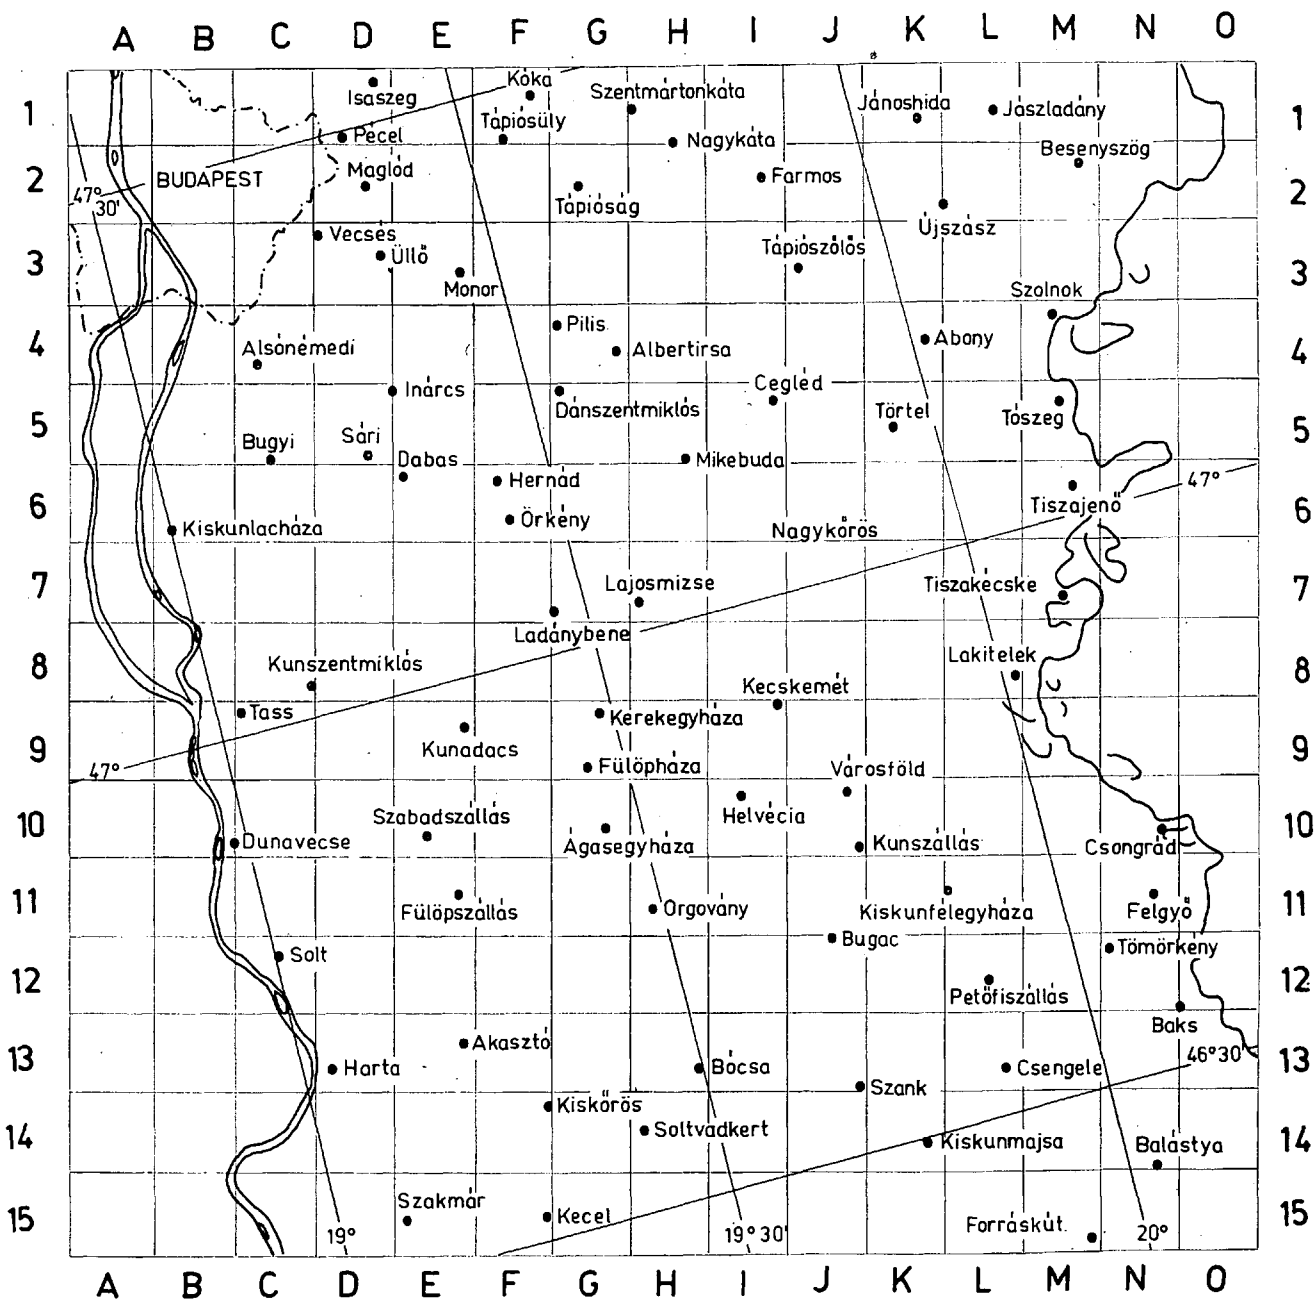 A B C D E F G H I J K L M N O
Kóka
Isaszeg
Szentmártonkáta
Jánoshida
Jászladány
1
1
Tápiósüly
Pécel
Nagykáta
Besenyszög
Maglód
BUDAPEST
Farmos
2
2
47°
30'
Tápióság
Újszász
Vecsés
Üllő
Tápiószőlős
3
3
Monor
Szolnok
Pilis
Abony
4
4
Alsónémedi
Albertirsa
Cegléd
Inárcs
Dánszentmiklós
Törtel
Tószeg
5
5
Bugyi
Sári
Dabas
Mikebuda
Hernád
47°
6
6
Tiszajenő
Örkény
Kiskunlacháza
Nagykőrös
7
7
Lajosmizse
Tiszakécske
Ladánybene
8
8
Kunszentmiklós
Lakitelek
Kecskemét
Tass
Kerekegyháza
9
9
Kunadacs
47°
Fülöpháza
Városföld
Szabadszállás
Helvécia
10
10
Dunavecse
Ágasegyháza
Kunszállás
Csongrád
11
11
Fülöpszállás
Orgovány
Kiskunfélegyháza
Felgyő
Bugac
Tömörkény
Solt
12
12
Petőfiszállás
Baks
Akasztó
46°30'
13
13
Harta
Bócsa
Csengele
Szank
Kiskőrös
14
14
Soltvadkert
Kiskunmajsa
Balástya
Szakmár
15
15
Kecel
Forráskút
19°
19°30'
20°
A B C D E F G H I J K L M N O